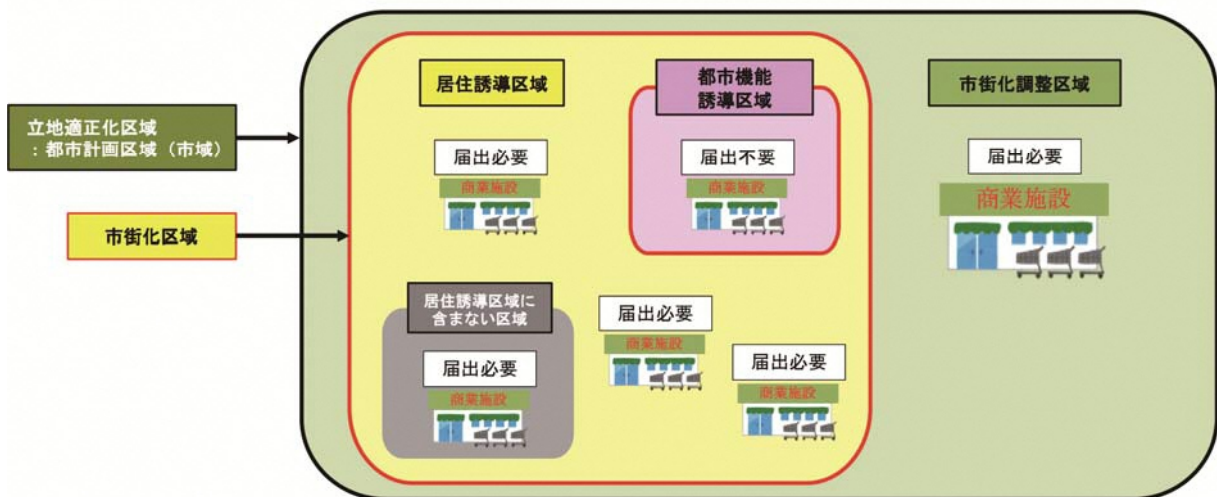 立地適正化区域
：都市計画区域（市域）
市街化区域
居住誘導区域
届出必要
商業施設
都市機能
誘導区域
届出不要
商業施設
市街化調整区域
届出必要
商業施設
居住誘導区域に
含まない区域
届出必要
商業施設
届出必要
商業施設
届出必要
商業施設